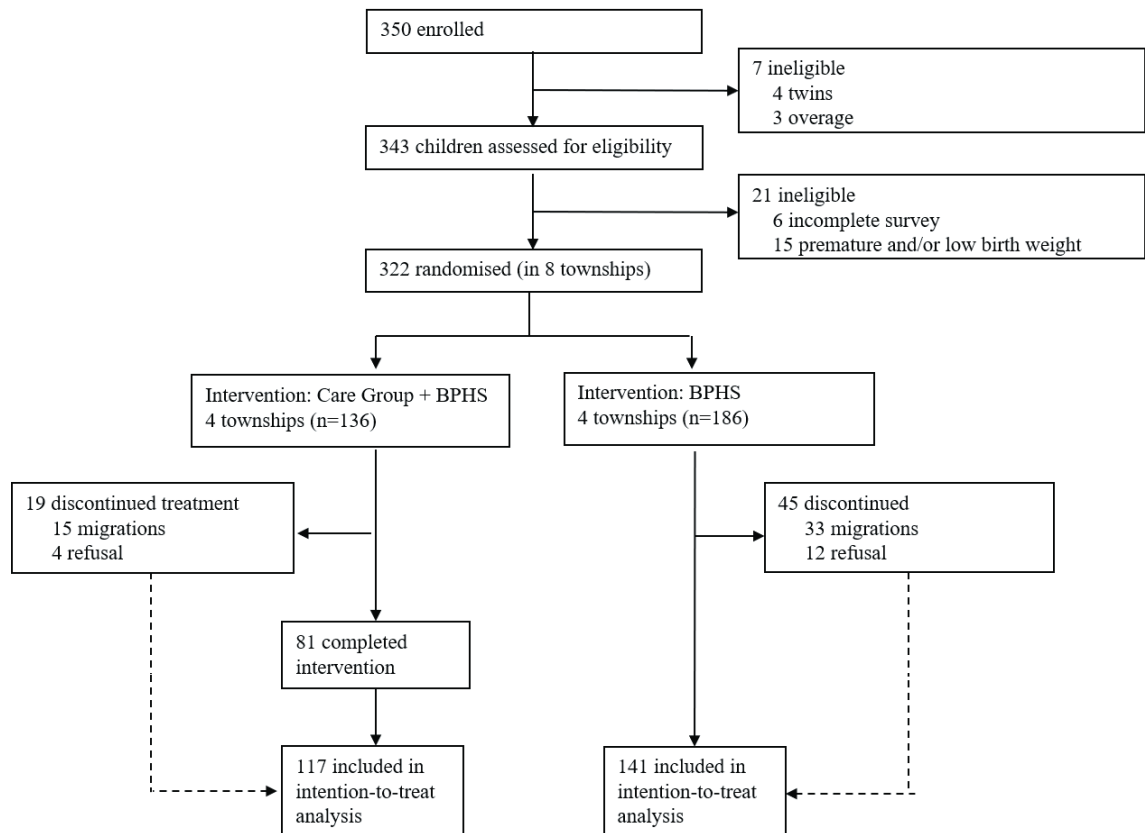 350 enrolled
7 ineligible
4 twins
3 overage
343 children assessed for eligibility
21 ineligible
6 incomplete survey
15 premature and/or low birth weight
322 randomised (in 8 townships)
Intervention: Care Group + BPHS
4 townships (n=136)
Intervention: BPHS
4 townships (n=186)
19 discontinued treatment
15 migrations
4 refusal
45 discontinued
33 migrations
12 refusal
81 completed
intervention
117 included in
intention-to-treat
analysis
141 included in
intention-to-treat
analysis